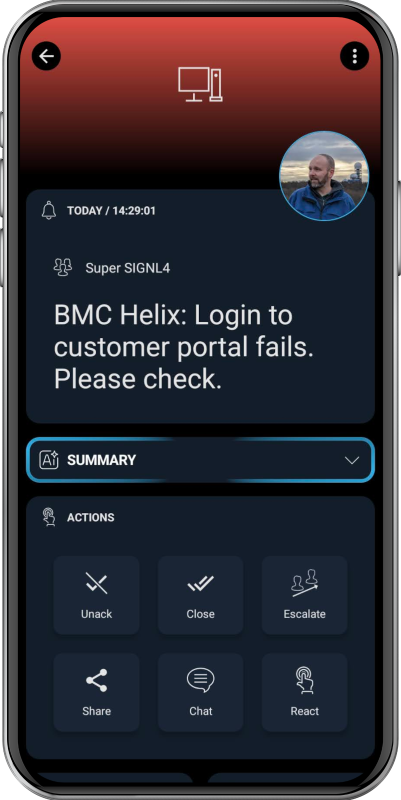 TODAY / 14:29:01
Super SIGNL4
BMC Helix: Login to
customer portal fails.
Please check.
Ai SUMMARY
ACTIONS
Unack
Close
Escalate
Share
Chat
React